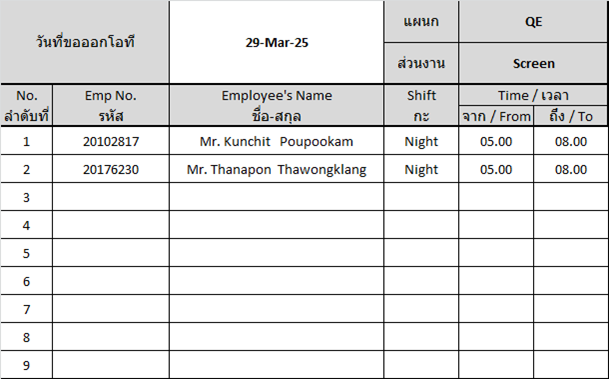 วันที่ขอออกโอที 29-Mar-25 แผนก QE
ส่วนงาน Screen
No. Emp No. Employee's Name Shift Time / เวลา
ลำดับที่ รหัส ชื่อ-สกุล กะ จาก / From ถึง / To
1 20102817 Mr. Kunchit Poupookam Night 05.00 08.00
2 20176230 Mr. Thanapon Thawongklang Night 05.00 08.00
3
4
5
6
7
8
9